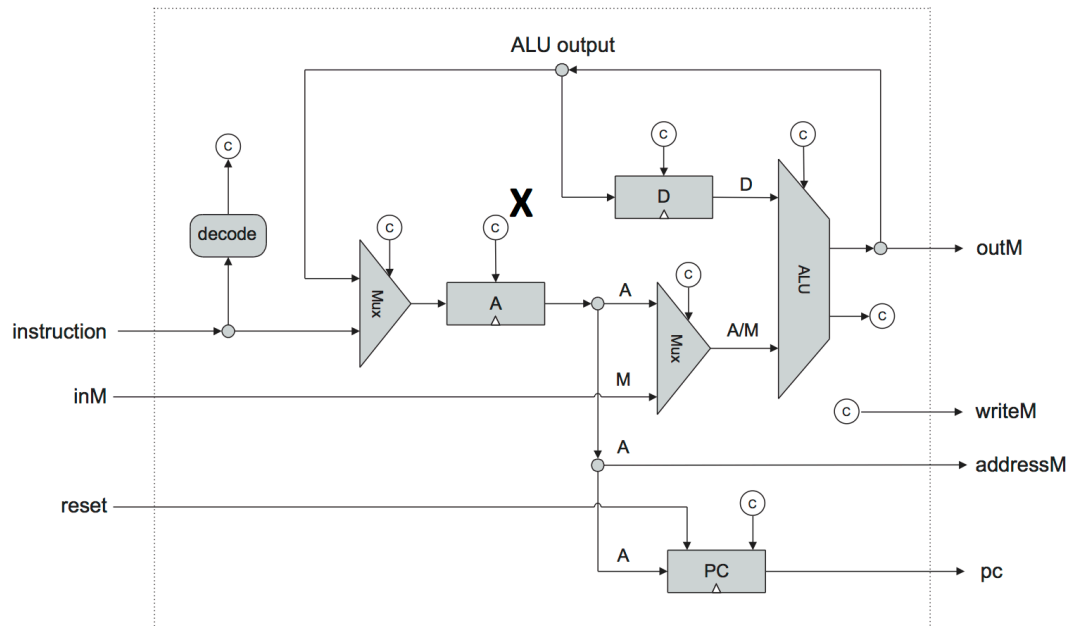 ALU output
C
C
C
D
D
decode
X
C
C
outM
Mux
A
A
C
ALU
C
instruction
Mux
A/M
inM
M
C
writeM
A
addressM
reset
C
A
PC
pc